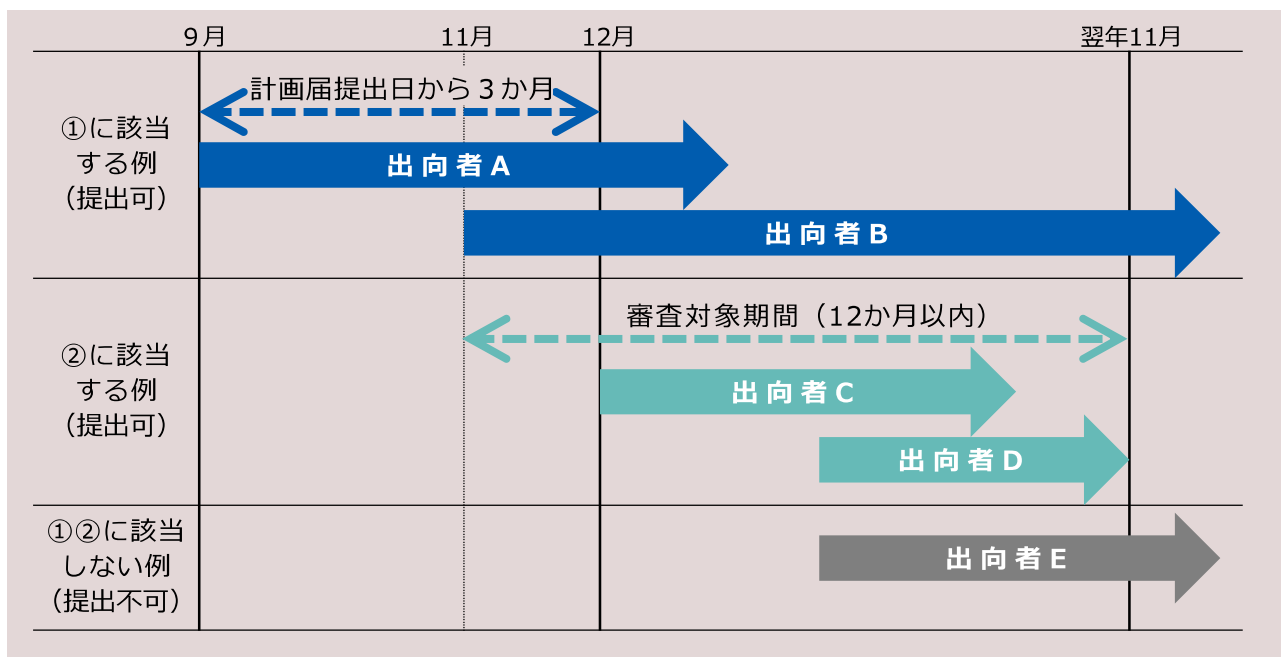 9月
11月
12月
翌年11月
①に該当
する例
（提出可）
計画届提出日から３か月
出向者A
出向者B
②に該当
する例
（提出可）
審査対象期間（12か月以内）
出向者C
出向者D
①②に該当
しない例
（提出不可）
出向者E